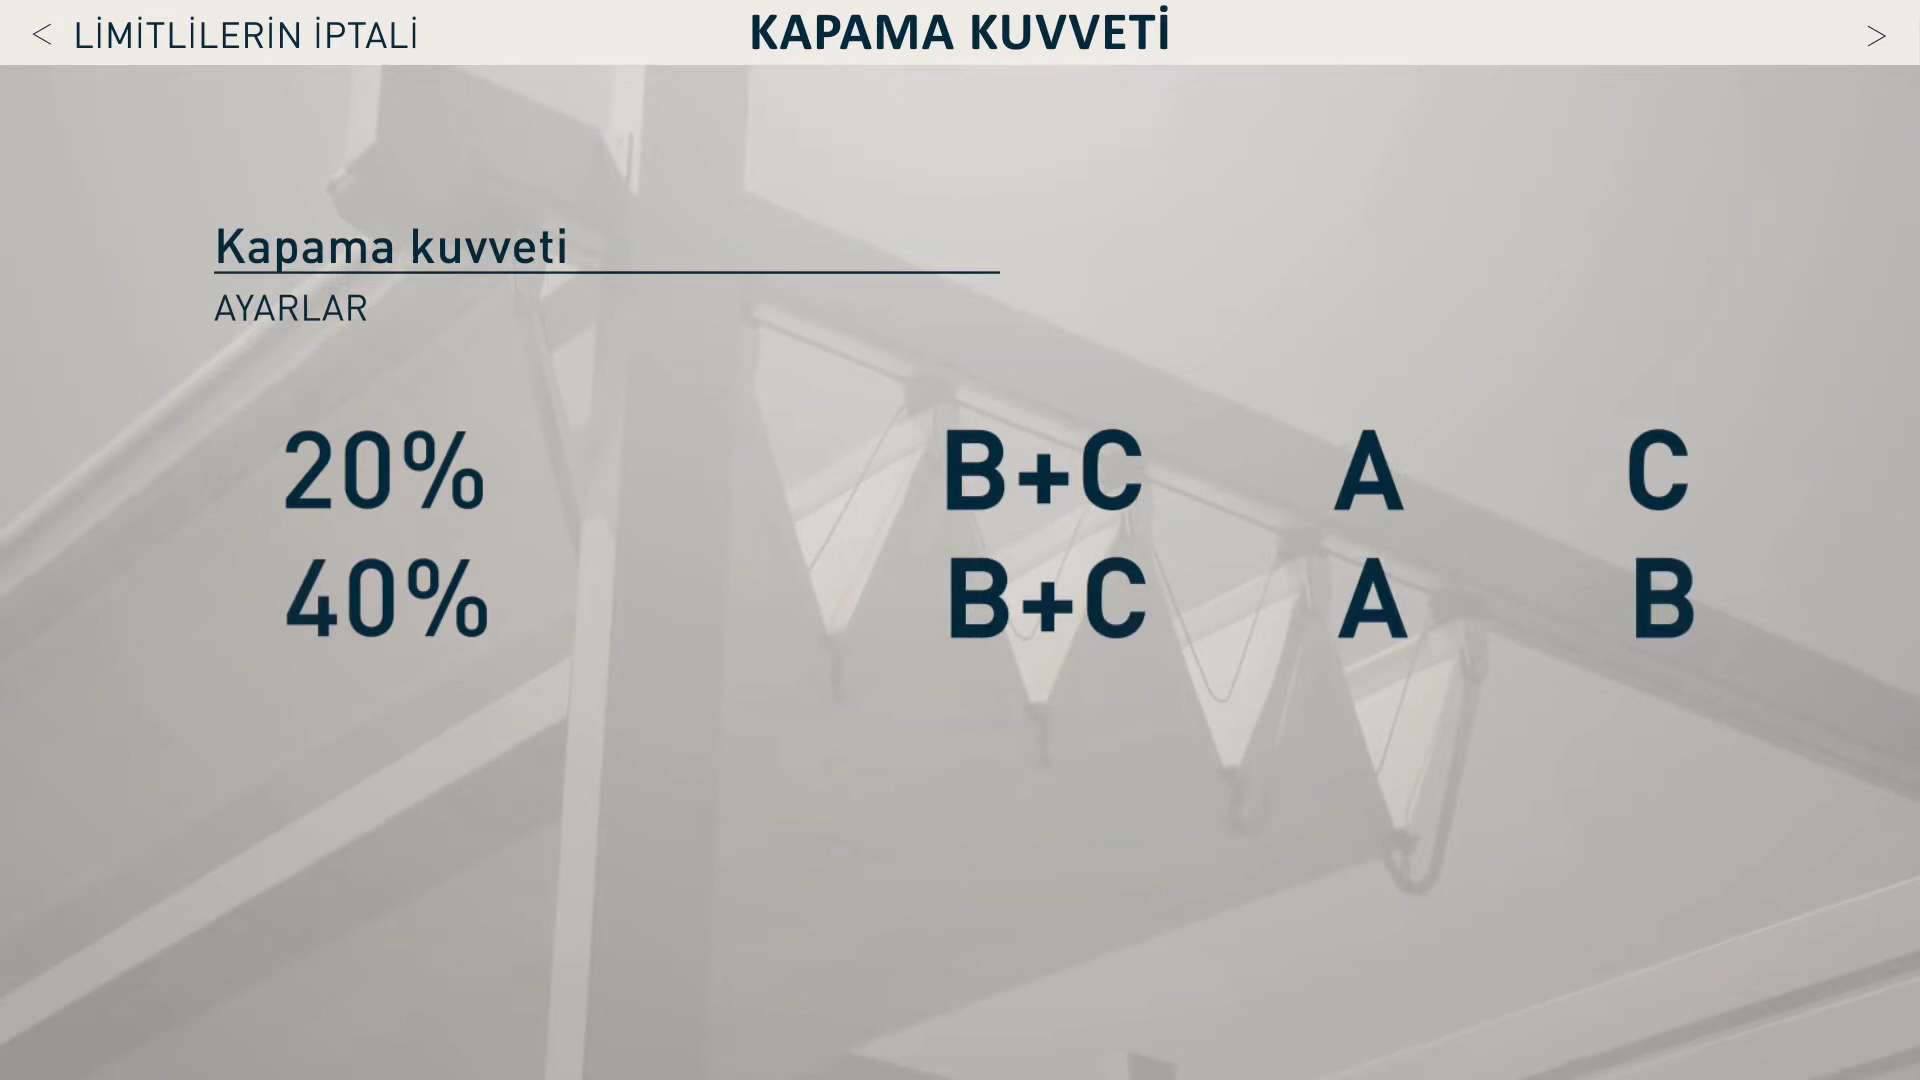 < LİMİTLİLERİN İPTALİ
KAPAMA KUVVETİ
>
Kapama kuvveti
AYARLAR
20% B+C A C
40% B+C A B